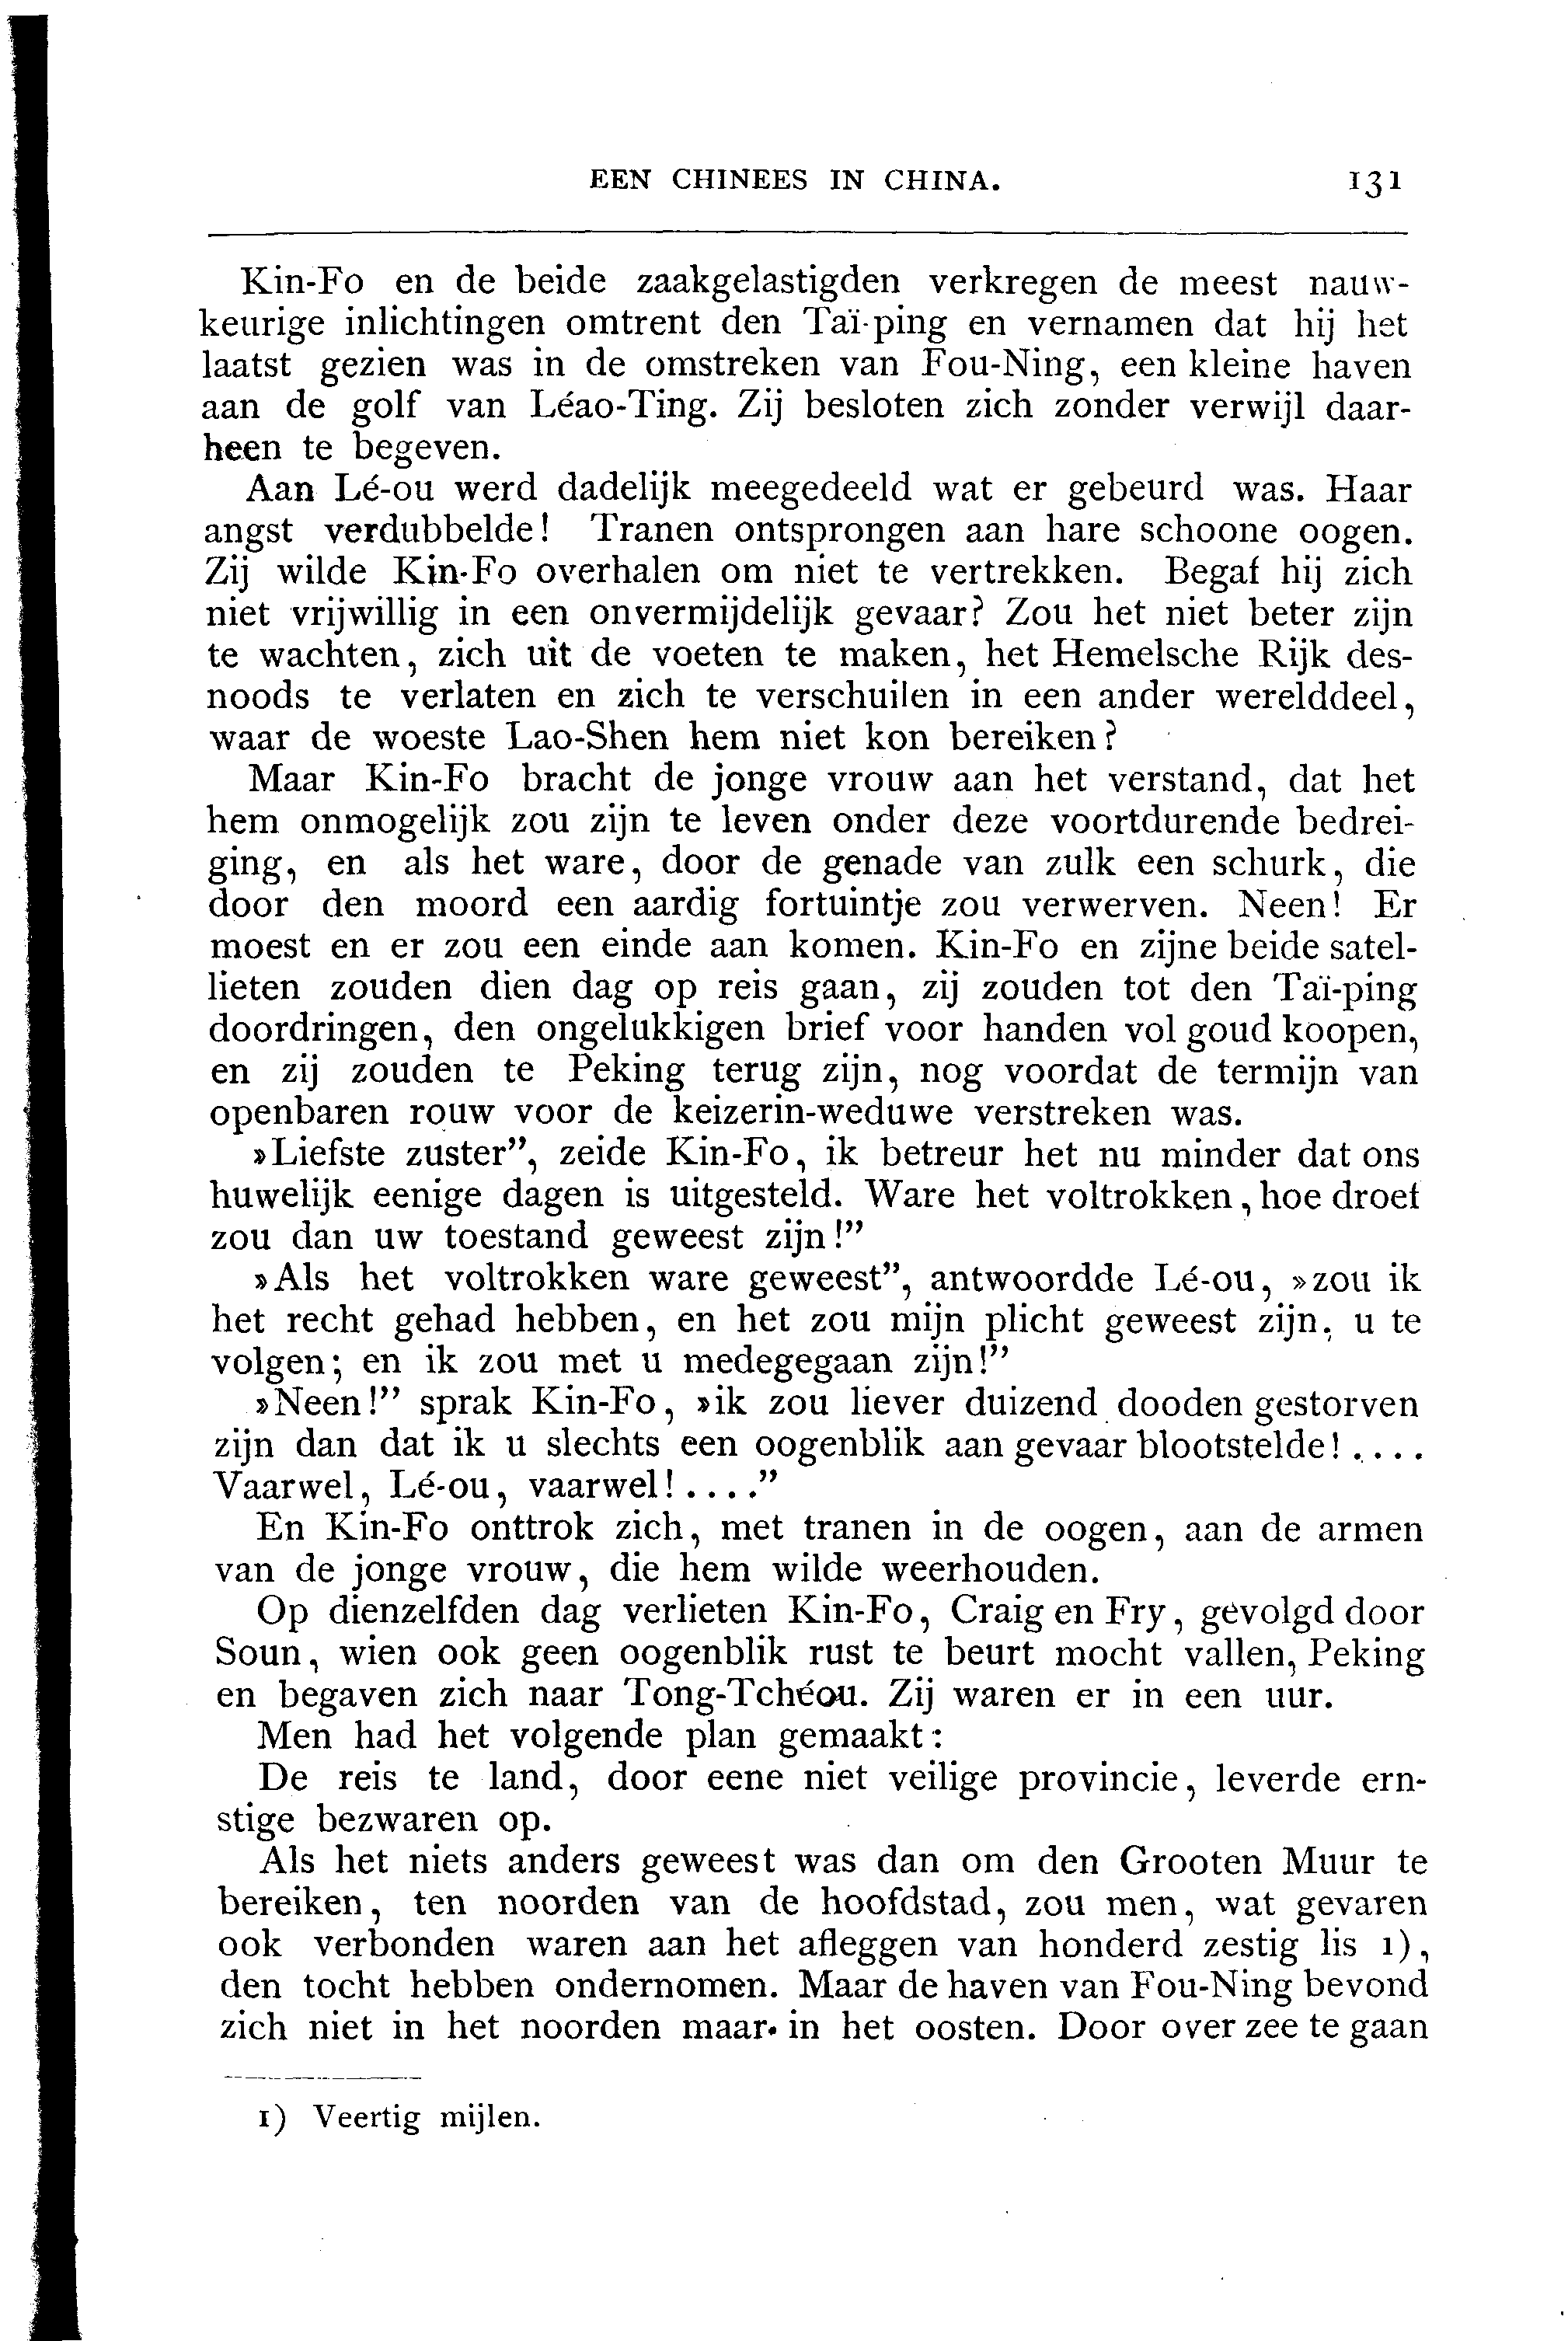 EEN CHINEES IN CHINA. 131
Kin-Fo en de beide zaakgelastigden verkregen de meest nauw-
keurige inlichtingen omtrent den Taï-ping en vernamen dat hij het
laatst gezien was in de omstreken van Fou-Ning, een kleine haven
aan de golf van Léao-Ting. Zij besloten zich zonder verwijl daar-
heen te begeven.
Aan Lé-ou werd dadelijk meegedeeld wat er gebeurd was. Haar
angst verdubbelde! Tranen ontsprongen aan hare schoone oogen.
Zij wilde Kin-Fo overhalen om niet te vertrekken. Begaf hij zich
niet vrijwillig in een onvermijdelijk gevaar? Zou het niet beter zijn
te wachten, zich uit de voeten te maken, het Hemelsche Rijk des-
noods te verlaten en zich te verschuilen in een ander werelddeel,
waar de woeste Lao-Shen hem niet kon bereiken?
Maar Kin-Fo bracht de jonge vrouw aan het verstand, dat het
hem onmogelijk zou zijn te leven onder deze voortdurende bedrei-
ging, en als het ware, door de genade van zulk een schurk, die
door den moord een aardig fortuintje zou verwerven. Neen! Er
moest en er zou een einde aan komen. Kin-Fo en zijne beide satel-
lieten zouden dien dag op reis gaan, zij zouden tot den Taï-ping
doordringen, den ongelukkigen brief voor handen vol goud koopen,
en zij zouden te Peking terug zijn, nog voordat de termijn van
openbaren rouw voor de keizerin-weduwe verstreken was.
»Liefste zuster”, zeide Kin-Fo, ik betreur het nu minder dat ons
huwelijk eenige dagen is uitgesteld. Ware het voltrokken, hoe droef
zou dan uw toestand geweest zijn!”
»Als het voltrokken ware geweest”, antwoordde Lé-ou, »zou ik
het recht gehad hebben, en het zou mijn plicht geweest zijn, u te
volgen; en ik zou met u medegegaan zijn!”
»Neen!” sprak Kin-Fo, »ik zou liever duizend dooden gestorven
zijn dan dat ik u slechts een oogenblik aan gevaar blootstelde! ....
Vaarwel, Lé-ou, vaarwel! ....”
En Kin-Fo onttrok zich, met tranen in de oogen, aan de armen
van de jonge vrouw, die hem wilde weerhouden.
Op dienzelfden dag verlieten Kin-Fo, Craig en Fry, gevolgd door
Soun, wien ook geen oogenblik rust te beurt mocht vallen, Peking
en begaven zich naar Tong-Tchéou. Zij waren er in een uur.
Men had het volgende plan gemaakt:
De reis te land, door eene niet veilige provincie, leverde ern-
stige bezwaren op.
Als het niets anders geweest was dan om den Grooten Muur te
bereiken, ten noorden van de hoofdstad, zou men, wat gevaren
ook verbonden waren aan het afleggen van honderd zestig lis 1),
den tocht hebben ondernomen. Maar de haven van Fou-Ning bevond
zich niet in het noorden maar in het oosten. Door over zee te gaan
1) Veertig mijlen.